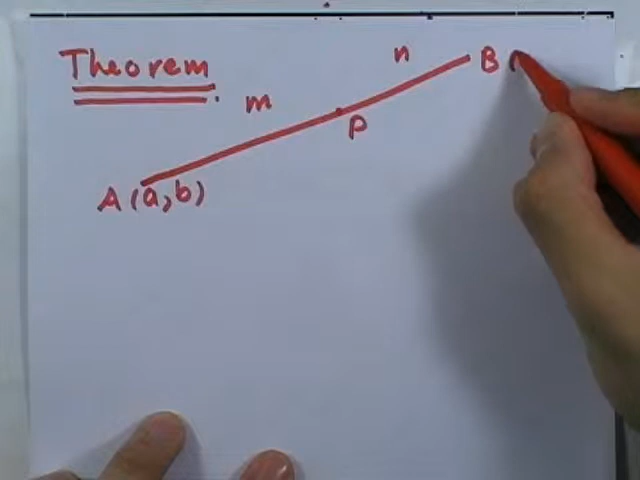 Theorem.
n
B (
m
P
A(a,b)